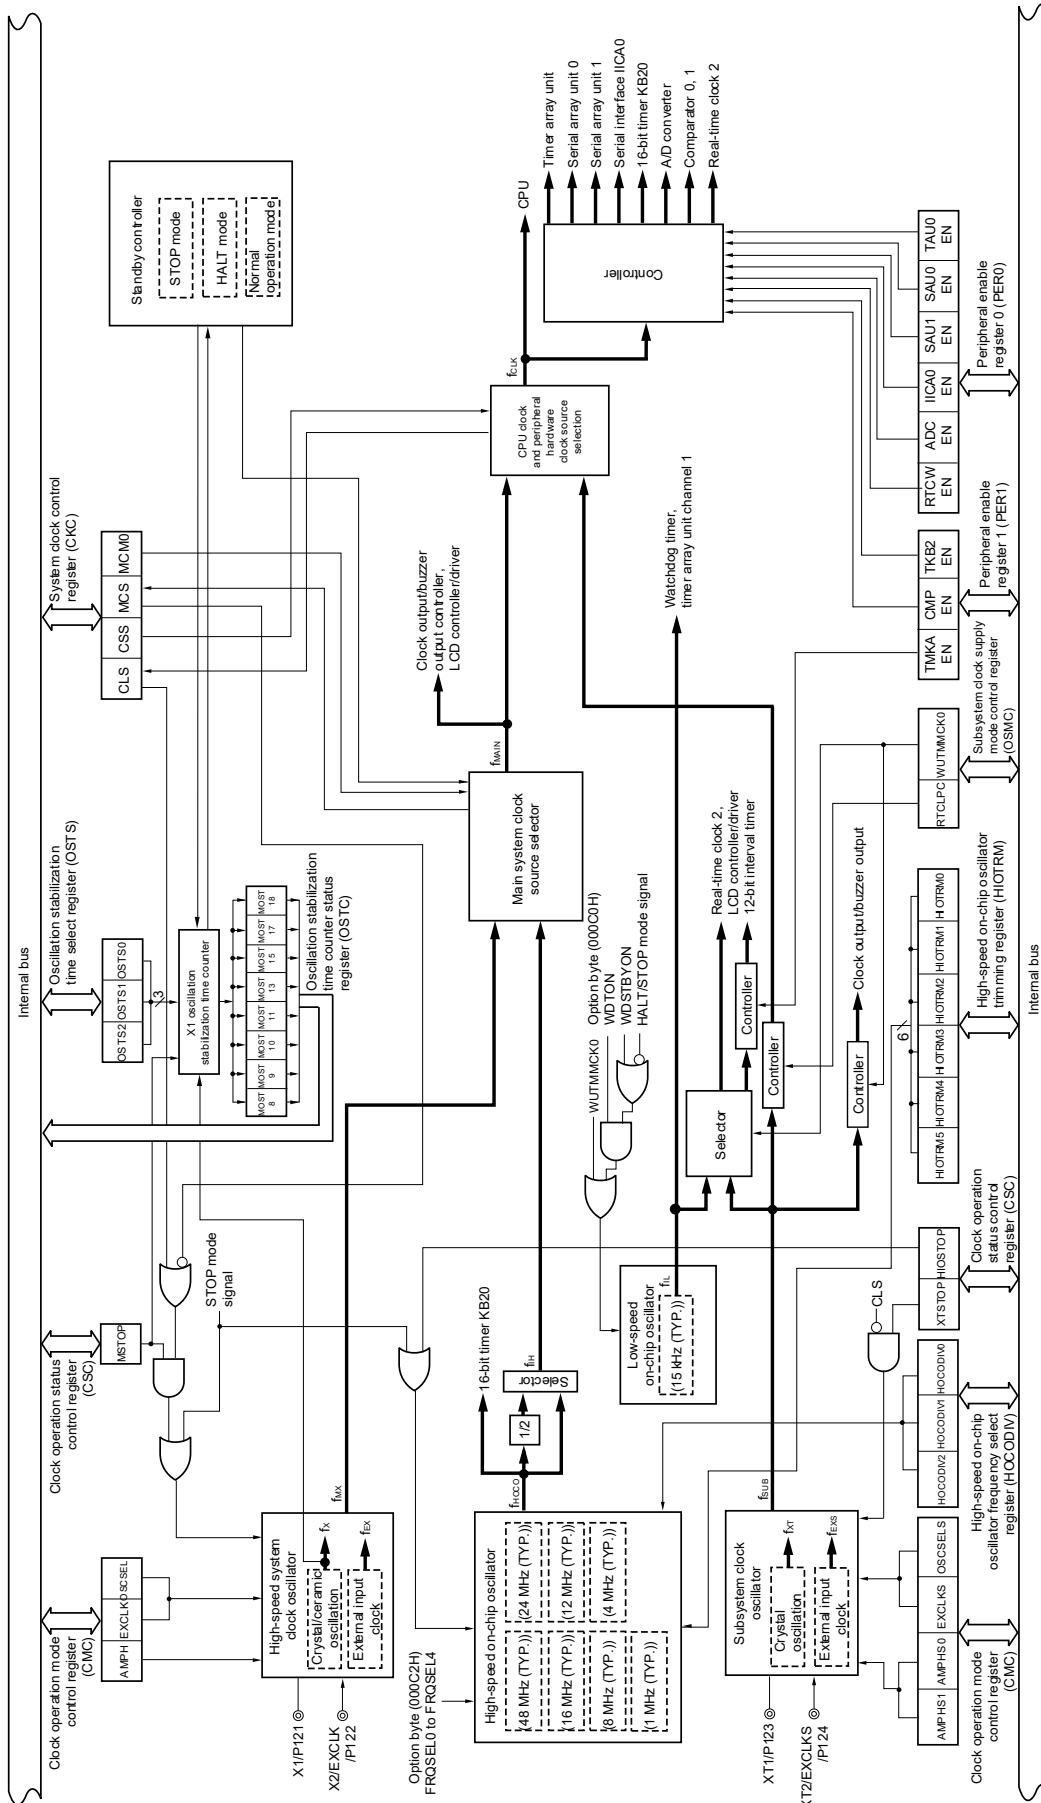 Internal bus
Clock operation mode
control register
(CMC)
AMPH
EXCLK
OSCSEL
Clock operation status
control register
(CSC)
MSTOP
Oscillation stabilization
time select register (OSTS)
OSTS2
OSTS1
OSTS0
3
System clock control
register (CKC)
CLS
CSS
MCS
MCM0
Standby controller
STOP mode
HALT mode
Normal
operation mode
X1 oscillation
stabilization time counter
MOST
8
MOST
9
MOST
10
MOST
11
MOST
13
MOST
15
MOST
17
MOST
18
Oscillation stabilization
time counter status
register (OSTC)
STOP mode
signal
X1/P121
X2/EXCLK
/P122
High-speed system
clock oscillator
Crystal/ceramic
oscillation
fX
External input
clock
fEX
fMX
Option byte (000C2H)
FRQSEL0 to FRQSEL4
High-speed on-chip oscillator
(48 MHz (TYP.))
(24 MHz (TYP.))
(16 MHz (TYP.))
(12 MHz (TYP.))
(8 MHz (TYP.))
(4 MHz (TYP.))
(1 MHz (TYP.))
fHOCO
16-bit timer KB20
1/2
Selector
fIH
Main system clock
source selector
fMAIN
Clock output/buzzer
output controller,
LCD controller/driver
CPU clock
and peripheral
hardware
clock source
selection
fCLK
CPU
Controller
Timer array unit
Serial array unit 0
Serial array unit 1
Serial interface IICA0
16-bit timer KB20
A/D converter
Comparator 0, 1
Real-time clock 2
WUTMMCK0
Option byte (000C0H)
WDTON
WDSTBYON
HALT/STOP mode signal
Low-speed
on-chip oscillator
(15 kHz (TYP.))
fIL
Watchdog timer,
timer array unit channel 1
Selector
Controller
Real-time clock 2,
LCD controller/driver
12-bit interval timer
Controller
Controller
Clock output/buzzer output
XT1/P123
XT2/EXCLKS
/P124
Subsystem clock
oscillator
Crystal
oscillation
fXT
External input
clock
fEXS
fSUB
CLS
AMPHS1
AMPHS0
EXCLKS
OSCSELS
Clock operation mode
control register
(CMC)
HOCODIV2
HOCODIV1
HOCODIV0
High-speed on-chip
oscillator frequency select
register (HOCODIV)
XTSTOP
HIOSTOP
Clock operation
status control
register (CSC)
HIOTRM5
HIOTRM4
HIOTRM3
HIOTRM2
HIOTRM1
HIOTRM0
6
High-speed on-chip oscillator
trimming register (HIOTRM)
RTCLPC
WUTMMCK0
Subsystem clock supply
mode control register
(OSMC)
TMKA
EN
CMP
EN
TKB2
EN
Peripheral enable
register 1 (PER1)
RTCW
EN
ADC
EN
IICA0
EN
SAU1
EN
SAU0
EN
TAU0
EN
Peripheral enable
register 0 (PER0)
Internal bus